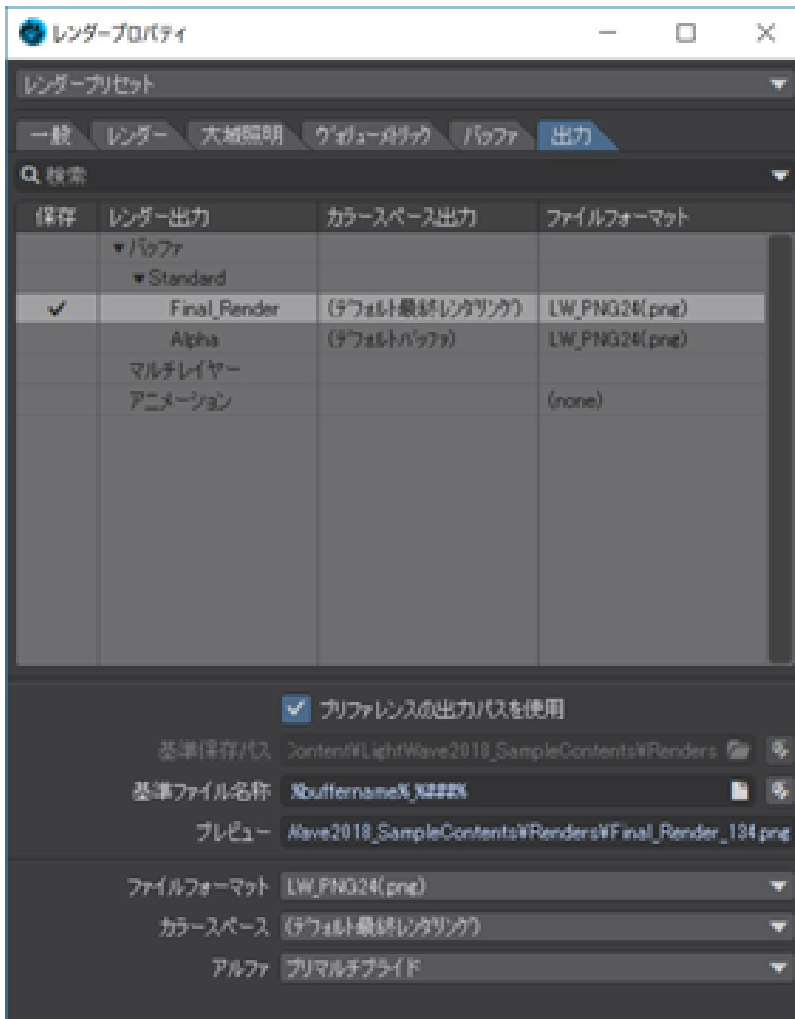 レンダープロパティ
レンダープリセット
一般 レンダー 大域照明 ヴォリューメトリック バッファ 出力
検索
保存 レンダー出力 カラースペース出力 ファイルフォーマット
バッファ
Standard
Final_Render (デフォルト最終レンダリング) LW_PNG24(.png)
Alpha (デフォルトバッファ) LW_PNG24(.png)
マルチレイヤー
アニメーション (none)
プリファレンスの出力パスを使用
基準保存パス Content¥LightWave2018_SampleContents¥Renders
基準ファイル名称 %buffername%_%###%
プレビュー Wave2018_SampleContents¥Renders¥Final_Render_134.png
ファイルフォーマット LW_PNG24(.png)
カラースペース (デフォルト最終レンダリング)
アルファ プリマルチプライド